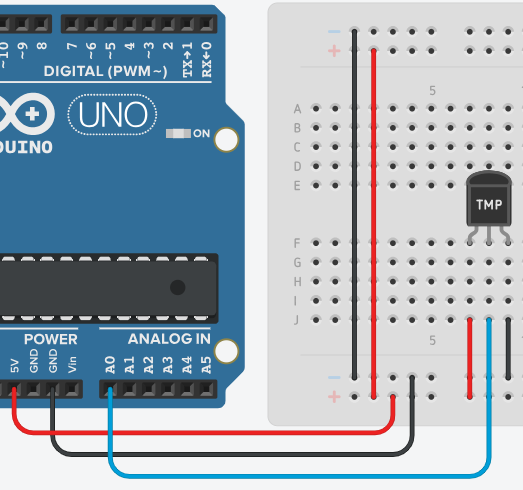 ~10
~9
8
7
~6
~5
4
~3
2
TX→1
RX←0
DIGITAL (PWM~)
UNO
ON
DUINO
POWER
ANALOG IN
5V
GND
GND
Vin
A0
A1
A2
A3
A4
A5
−
+
5
A
B
C
D
E
TMP
F
G
H
I
J
5
−
+